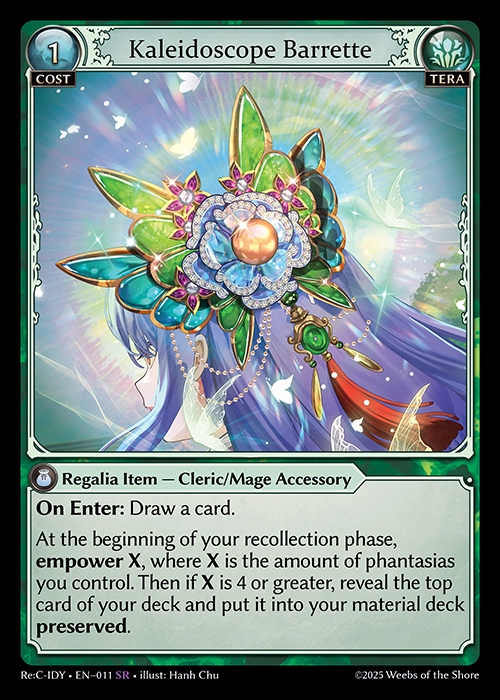 1
Kaleidoscope Barrette
COST
TERA
Regalia Item — Cleric/Mage Accessory
On Enter: Draw a card.
At the beginning of your recollection phase,
empower X, where X is the amount of phantasias
you control. Then if X is 4 or greater, reveal the top
card of your deck and put it into your material deck
preserved.
Re:C-IDY • EN-011 SR • illust: Hanh Chu
©2025 Weebs of the Shore